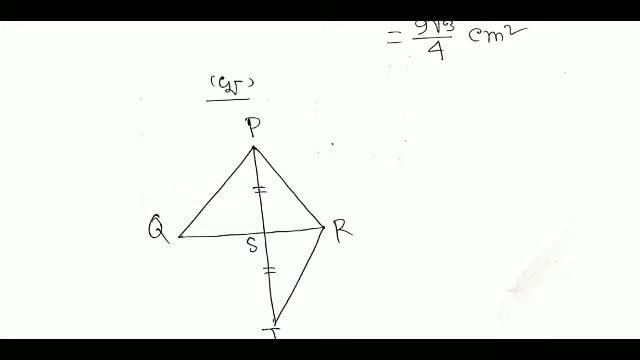 = 9√3/4 cm²
(খ)
P
Q
S
R
T